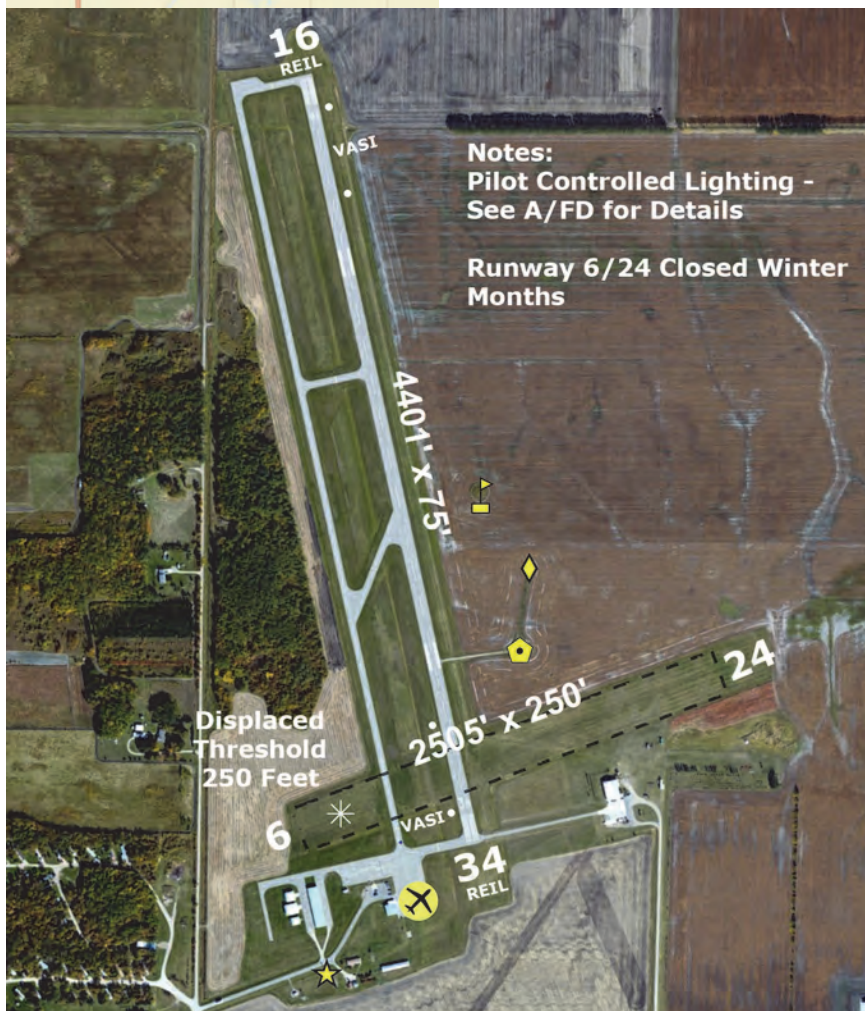 16
REIL
VASI
Notes:
Pilot Controlled Lighting -
See A/FD for Details
Runway 6/24 Closed Winter
Months
4401' x 75'
24
2505' x 250'
Displaced
Threshold
250 Feet
6
VASI
34
REIL